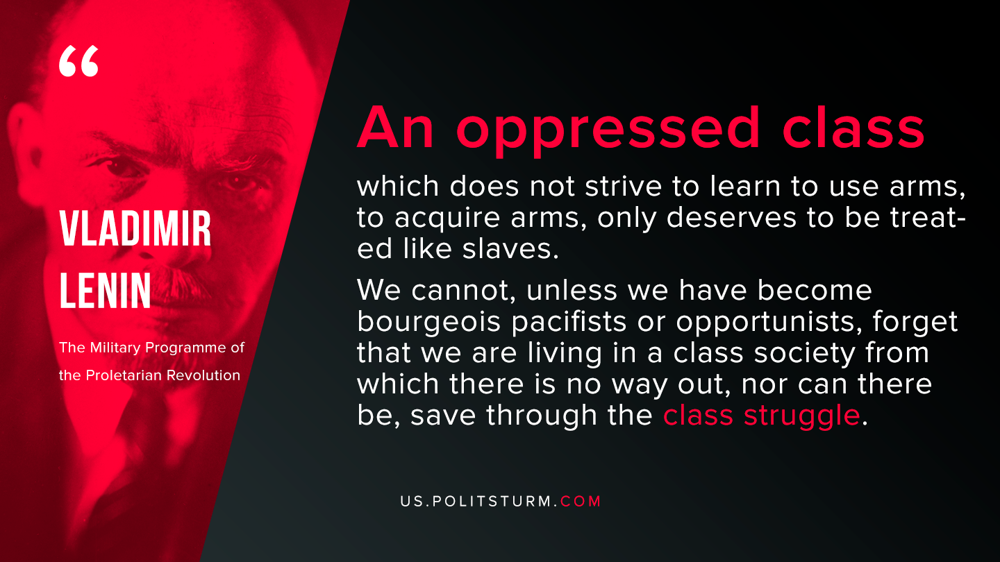 “
VLADIMIR
LENIN
The Military Programme of
the Proletarian Revolution
An oppressed class
which does not strive to learn to use arms,
to acquire arms, only deserves to be treat-
ed like slaves.
We cannot, unless we have become
bourgeois pacifists or opportunists, forget
that we are living in a class society from
which there is no way out, nor can there
be, save through the class struggle.
US.POLITSTURM.COM